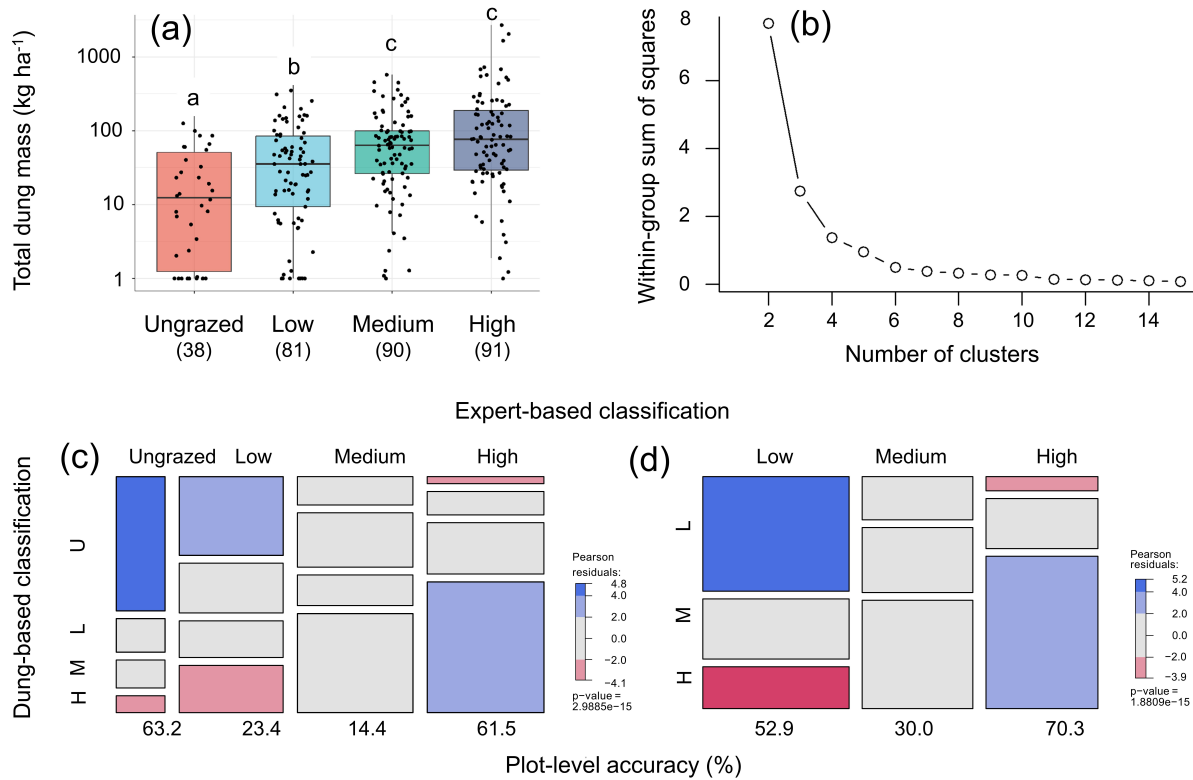 (a)
Total dung mass (kg ha-1)
1000
100
10
1
a
b
c
c
Ungrazed
(38)
Low
(81)
Medium
(90)
High
(91)
(b)
Within-group sum of squares
8
6
4
2
0
2
4
6
8
10
12
14
Number of clusters
Expert-based classification
Dung-based classification
(c)
Ungrazed
Low
Medium
High
U
L
M
H
63.2
23.4
14.4
61.5
Pearson
residuals:
4.8
4.0
2.0
0.0
−2.0
−4.1
p−value =
2.9885e−15
(d)
Low
Medium
High
L
M
H
52.9
30.0
70.3
Pearson
residuals:
5.2
4.0
2.0
0.0
−2.0
−3.9
p−value =
1.8809e−15
Plot-level accuracy (%)